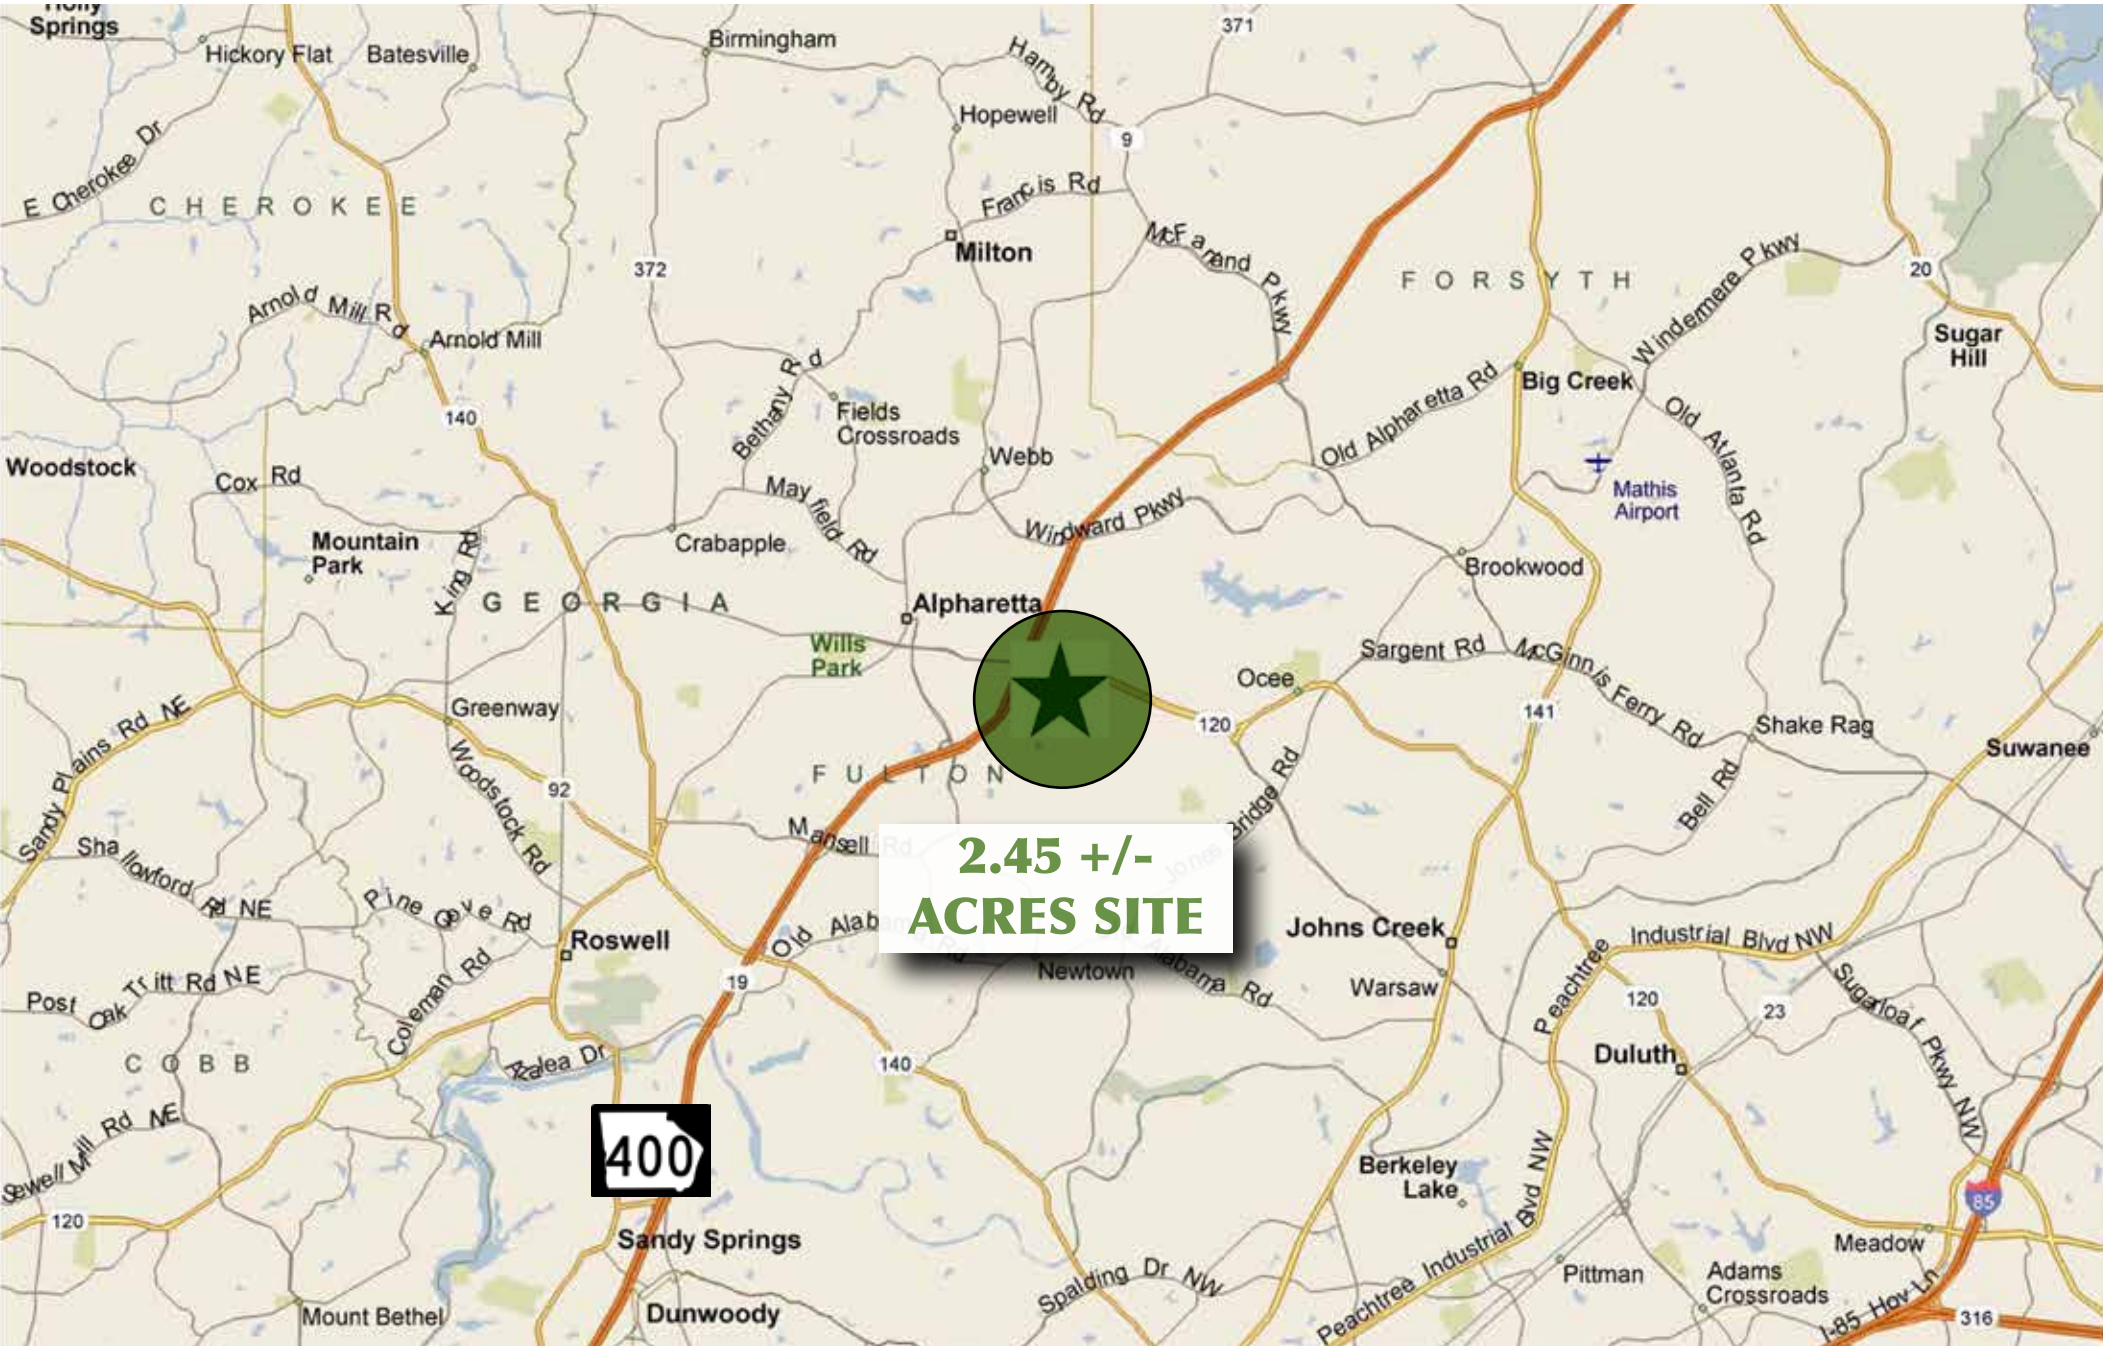 Holly
Springs
Hickory Flat
Batesville
Birmingham
371
Hamby Rd
Hopewell
9
E Cherokee Dr
CHEROKEE
Francis Rd
Milton
McFarland Pkwy
372
FORSYTH
Windermere Pkwy
20
Arnold Mill Rd
Arnold Mill
Sugar
Hill
Bethany Rd
Big Creek
Old Alpharetta Rd
140
Fields
Crossroads
Old Atlanta Rd
Woodstock
Cox Rd
Webb
Mayfield Rd
Windward Pkwy
Mathis
Airport
Mountain
Park
King Rd
Crabapple
Brookwood
GEORGIA
Alpharetta
Wills
Park
Sargent Rd
McGinnis Ferry Rd
Ocee
Sandy Plains Rd NE
Greenway
120
141
Shake Rag
Suwanee
Woodstock Rd
92
FULTON
Bell Rd
Jones Bridge Rd
Mansell Rd
2.45 +/-
ACRES SITE
Shallowford Rd NE
Pine Grove Rd
Roswell
Old Alabama Rd
Johns Creek
Industrial Blvd NW
Coleman Rd
Newtown
Alabama Rd
Warsaw
Peachtree
Sugarloaf Pkwy NW
19
Post Oak Tritt Rd NE
120
23
COBB
Azalea Dr
140
Duluth
400
Sewell Mill Rd NE
Berkeley
Lake
85
120
Sandy Springs
Peachtree Industrial Blvd NW
Meadow
Pittman
Adams
Crossroads
Spalding Dr NW
Mount Bethel
Dunwoody
I-85 Hov Ln
316